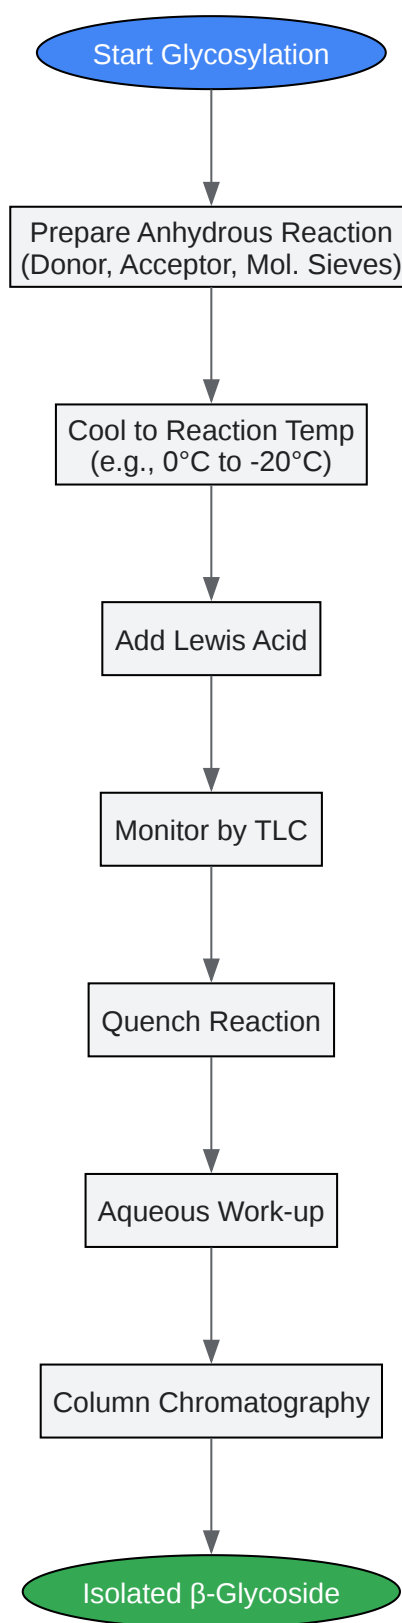 Start Glycosylation
Prepare Anhydrous Reaction
(Donor, Acceptor, Mol. Sieves)
Cool to Reaction Temp
(e.g., 0°C to -20°C)
Add Lewis Acid
Monitor by TLC
Quench Reaction
Aqueous Work-up
Column Chromatography
Isolated β-Glycoside